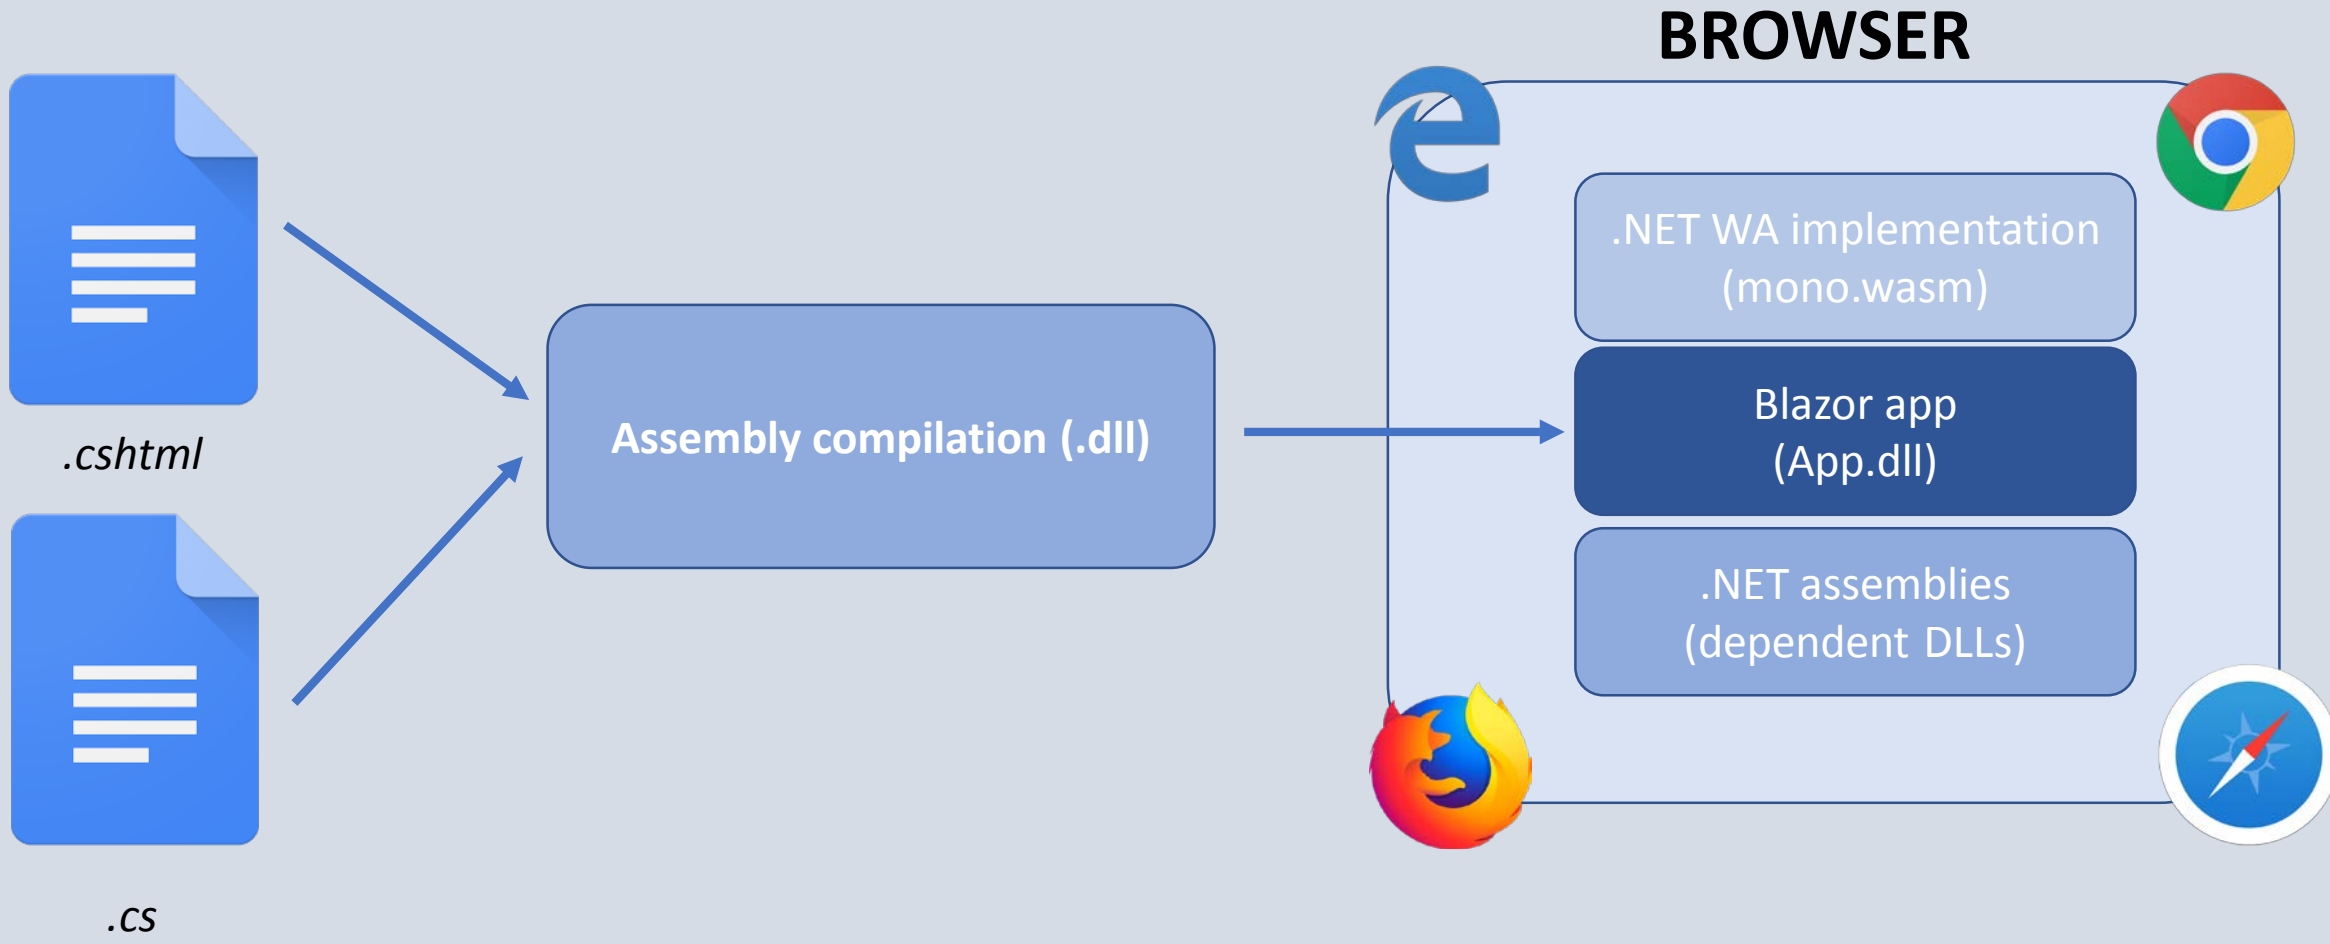 BROWSER
.cshtml
.cs
Assembly compilation (.dll)
.NET WA implementation
(mono.wasm)
Blazor app
(App.dll)
.NET assemblies
(dependent DLLs)